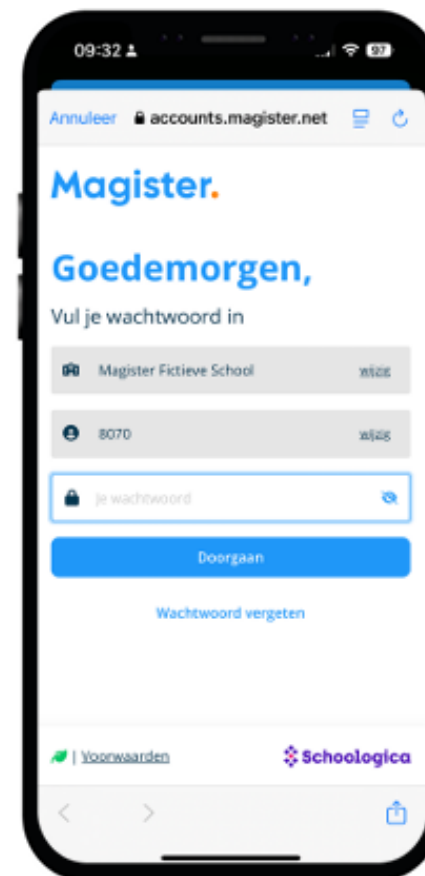 09:32
97
Annuleer accounts.magister.net
Magister.
Goedemorgen,
Vul je wachtwoord in
Magister Fictieve School wijzig
8070 wijzig
Je wachtwoord
Doorgaan
Wachtwoord vergeten
| Voorwaarden Schoologica